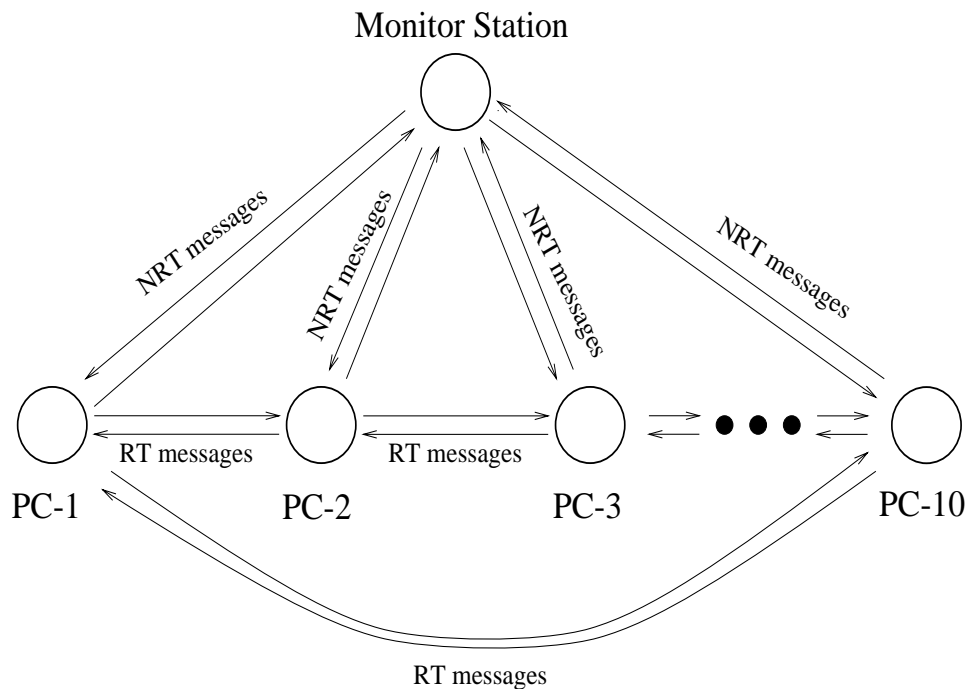 Monitor Station
NRT messages
NRT messages
NRT messages
NRT messages
RT messages
RT messages
PC-1
PC-2
PC-3
PC-10
RT messages